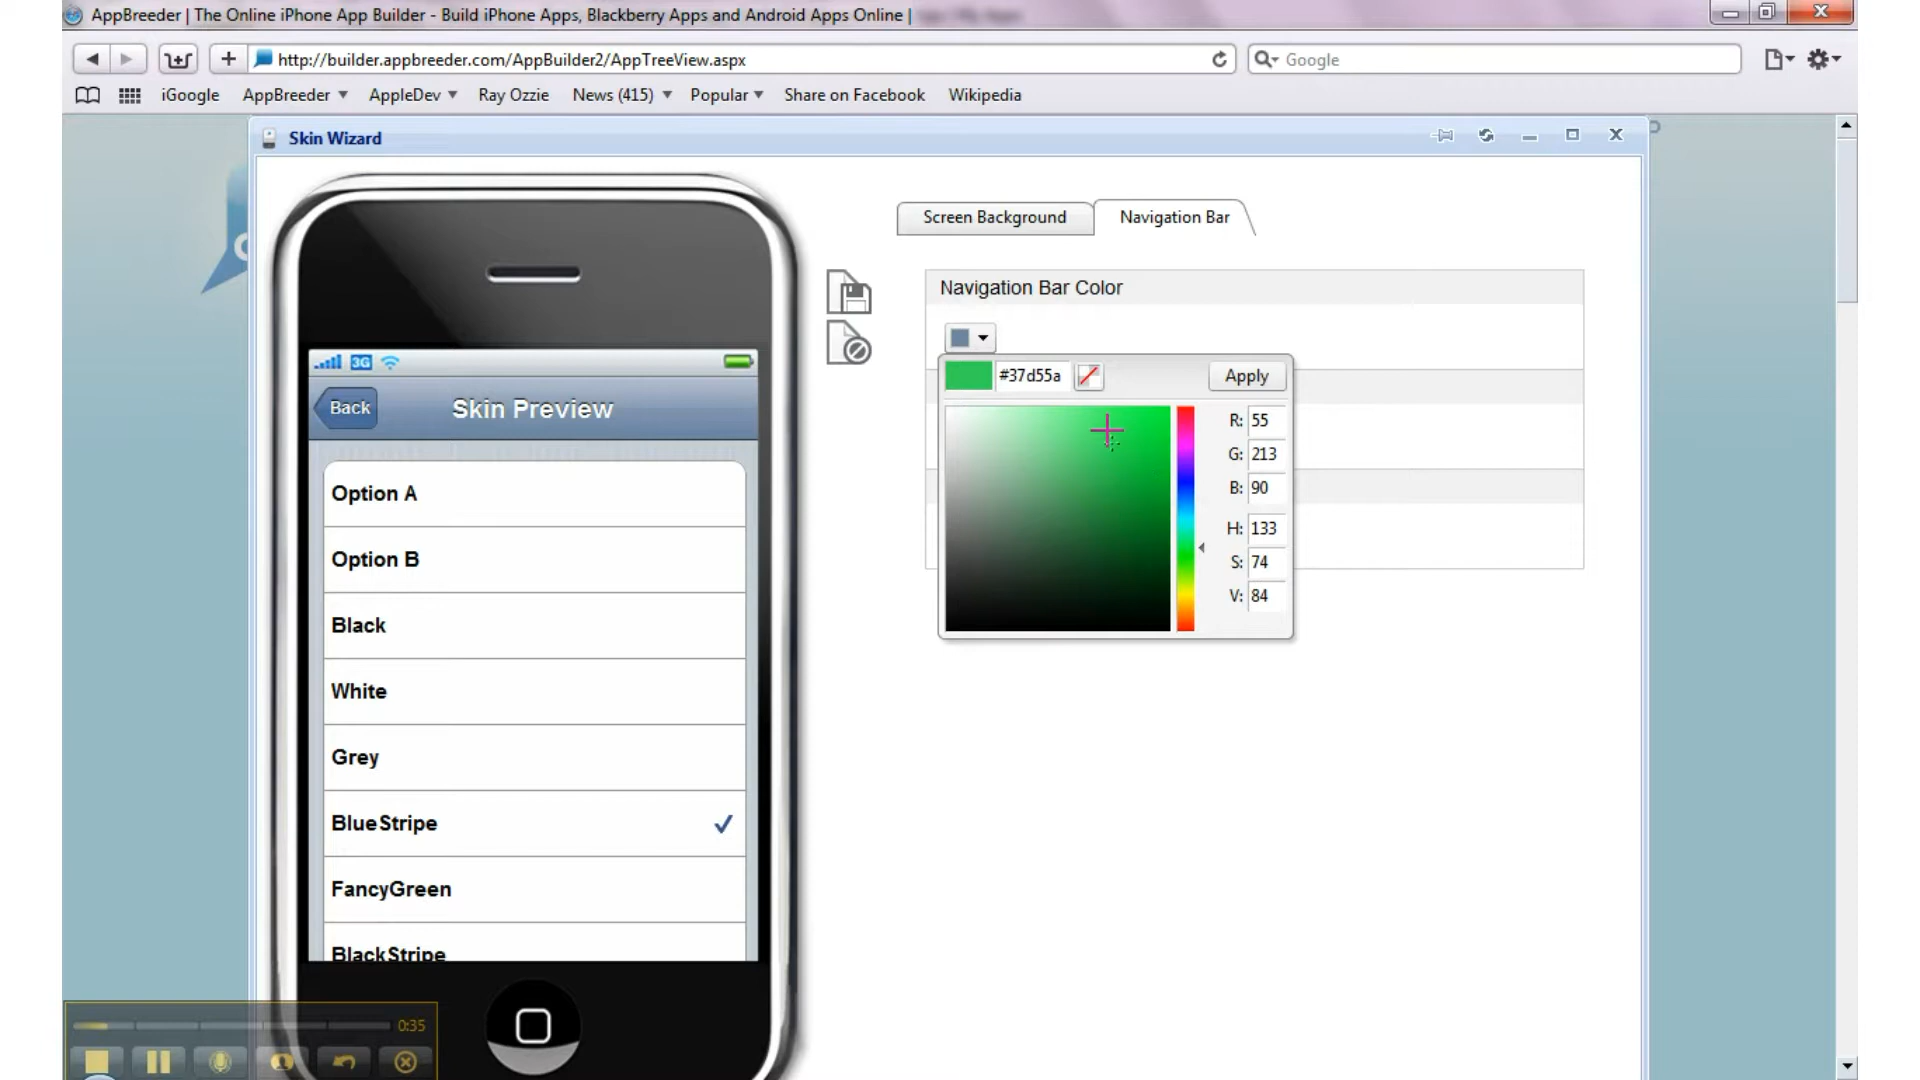 AppBreeder | The Online iPhone App Builder - Build iPhone Apps, Blackberry Apps and Android Apps Online |
http://builder.appbreeder.com/AppBuilder2/AppTreeView.aspx
Google
iGoogle
AppBreeder
AppleDev
Ray Ozzie
News (415)
Popular
Share on Facebook
Wikipedia
Skin Wizard
Screen Background
Navigation Bar
Navigation Bar Color
#37d55a
Apply
R: 55
G: 213
B: 90
H: 133
S: 74
V: 84
3G
Back
Skin Preview
Option A
Option B
Black
White
Grey
BlueStripe
FancyGreen
BlackStripe
0:35